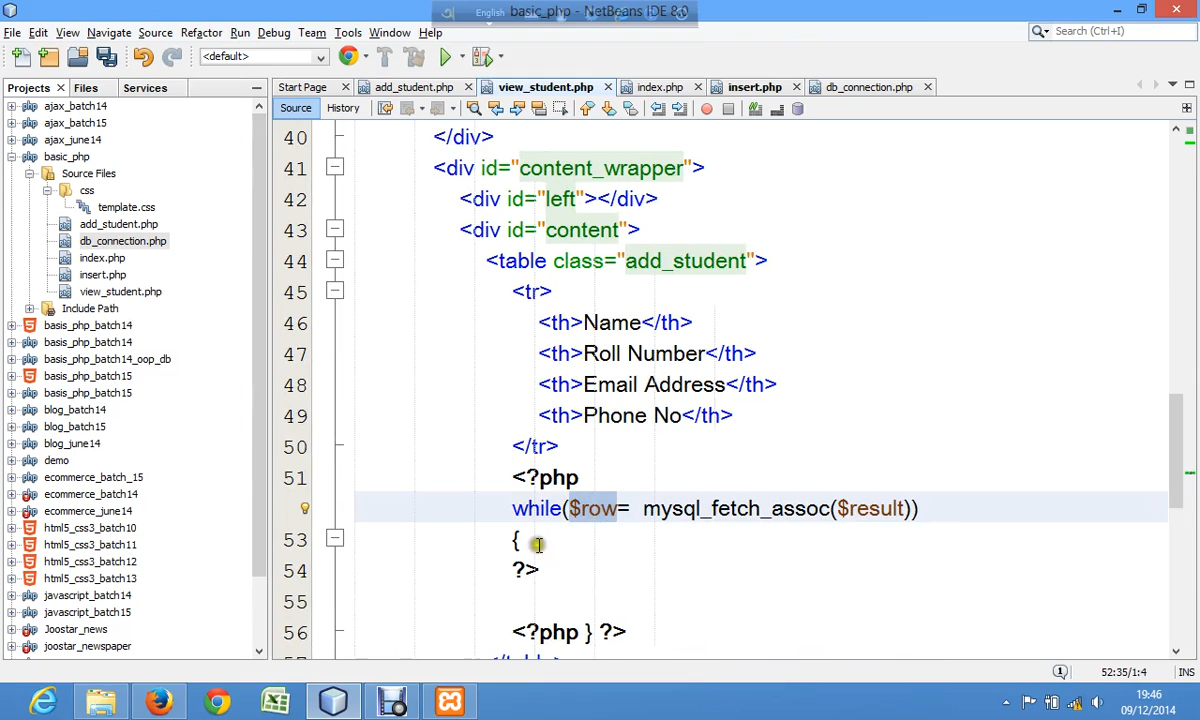 English basic_php - NetBeans IDE 8.0
File Edit View Navigate Source Refactor Run Debug Team Tools Window Help
Search (Ctrl+I)
<default>
Projects Files Services
Start Page add_student.php view_student.php index.php insert.php db_connection.php
Source History
ajax_batch14
ajax_batch15
ajax_june14
basic_php
Source Files
css
template.css
add_student.php
db_connection.php
index.php
insert.php
view_student.php
Include Path
basis_php_batch14
basic_php_batch14
basis_php_batch14_oop_db
basis_php_batch15
basic_php_batch15
blog_batch14
blog_batch15
blog_june14
demo
ecommerce_batch_15
ecommerce_batch14
ecommerce_june14
html5_css3_batch10
html5_css3_batch11
html5_css3_batch12
html5_css3_batch13
javascript_batch14
javascript_batch15
Joostar_news
joostar_newspaper
40 </div>
41 <div id="content_wrapper">
42 <div id="left"></div>
43 <div id="content">
44 <table class="add_student">
45 <tr>
46 <th>Name</th>
47 <th>Roll Number</th>
48 <th>Email Address</th>
49 <th>Phone No</th>
50 </tr>
51 <?php
while($row= mysql_fetch_assoc($result))
53 {
54 ?>
55
56 <?php } ?>
52:35/1:4 INS
19:46
09/12/2014